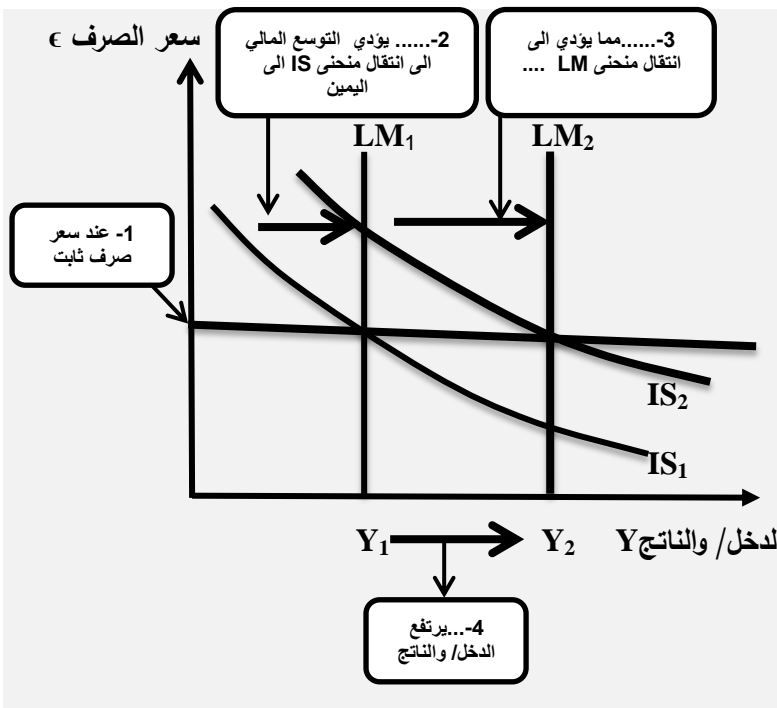 سعر الصرف ϵ
2-...... يؤدي التوسع المالي
الى انتقال منحنى IS الى
اليمين
3-......مما يؤدي الى
انتقال منحنى LM ....
LM₁
LM₂
1- عند سعر
صرف ثابت
IS₂
IS₁
Y₁
Y₂
لدخل/ والناتجY
4-...يرتفع
الدخل/ والناتج